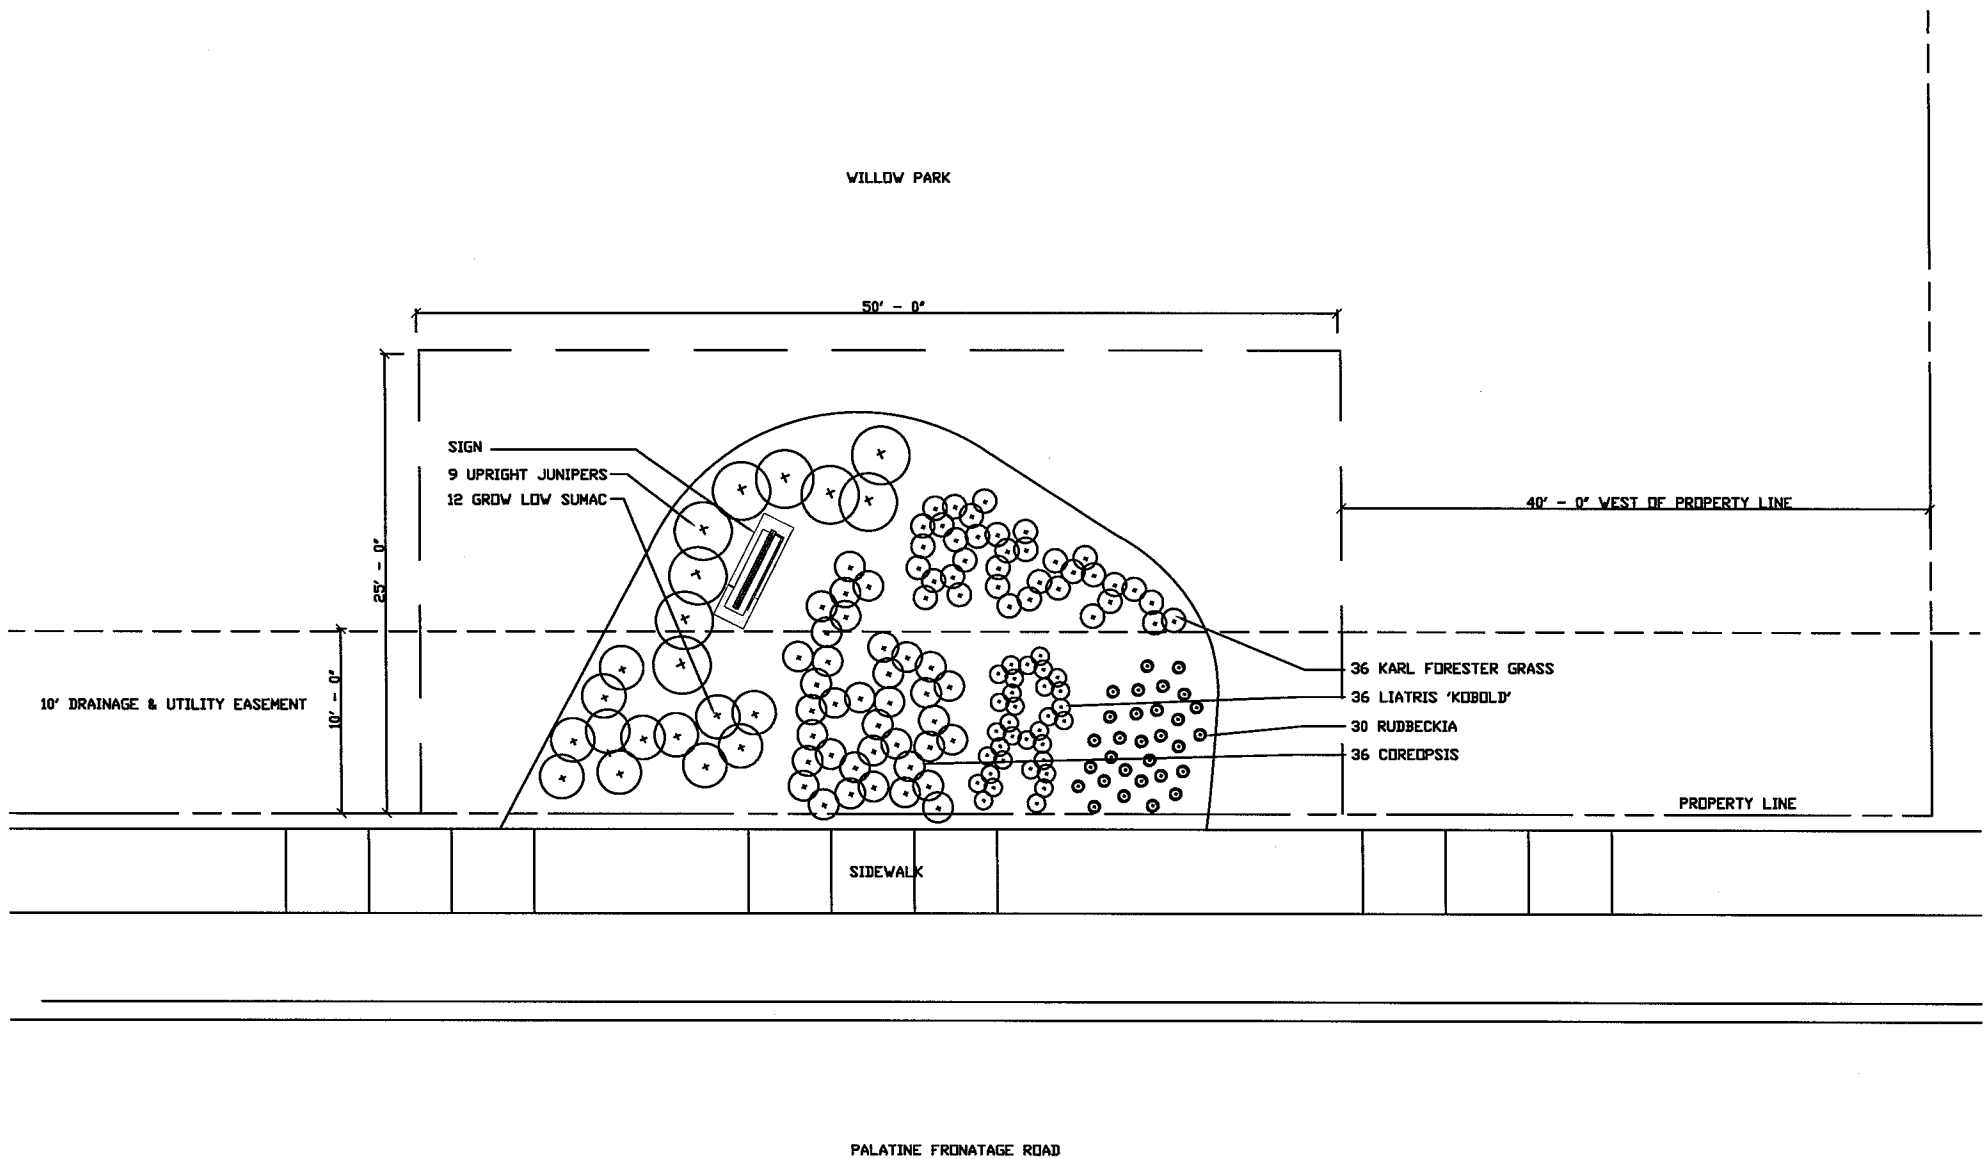 WILLOW PARK
50' - 0"
SIGN
9 UPRIGHT JUNIPERS
12 GROW LOW SUMAC
40' - 0" WEST OF PROPERTY LINE
25' - 0"
36 KARL FORESTER GRASS
36 LIATRIS 'KOBOLD'
10' DRAINAGE & UTILITY EASEMENT
10' - 0"
30 RUDBECKIA
36 COREOPSIS
PROPERTY LINE
SIDEWALK
PALATINE FRONATAGE ROAD